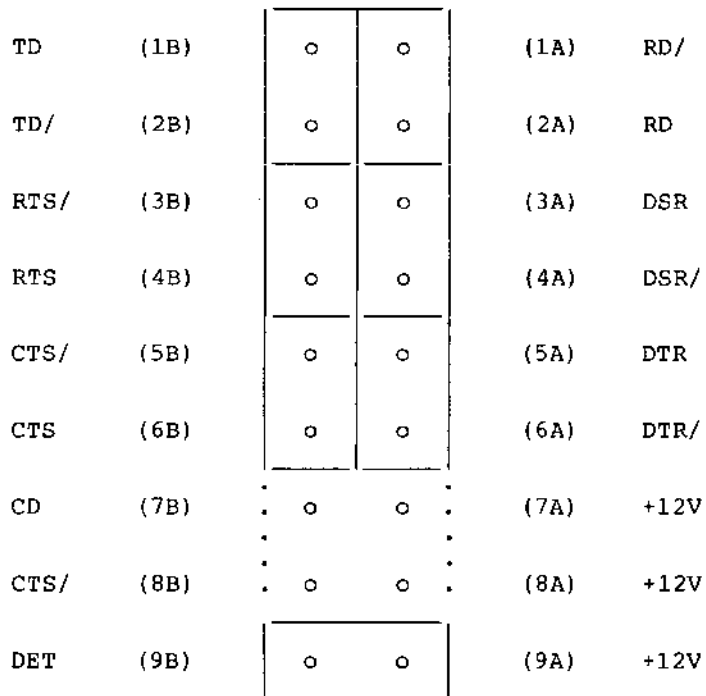 TD (1B) (1A) RD/
TD/ (2B) (2A) RD
RTS/ (3B) (3A) DSR
RTS (4B) (4A) DSR/
CTS/ (5B) (5A) DTR
CTS (6B) (6A) DTR/
CD (7B) (7A) +12V
CTS/ (8B) (8A) +12V
DET (9B) (9A) +12V